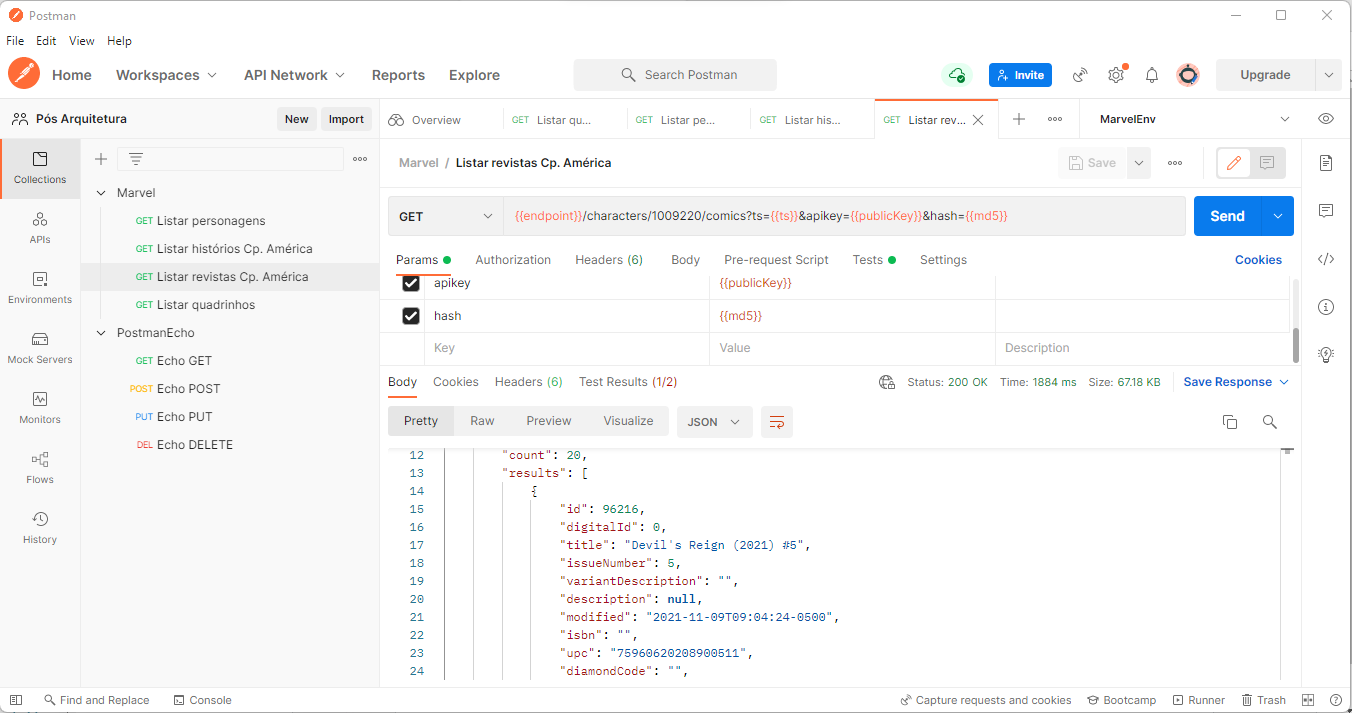 Postman
File Edit View Help
Home Workspaces API Network Reports Explore Search Postman Invite Upgrade
Pós Arquitetura New Import
Overview GET Listar qu... GET Listar pe... GET Listar his... GET Listar rev... MarvelEnv
Marvel / Listar revistas Cp. América Save
GET {{endpoint}}/characters/1009220/comics?ts={{ts}}&apikey={{publicKey}}&hash={{md5}} Send
Params Authorization Headers (6) Body Pre-request Script Tests Settings Cookies
apikey {{publicKey}}
hash {{md5}}
Key Value Description
Collections
APIs
Environments
Mock Servers
Monitors
Flows
History
Marvel
GET Listar personagens
GET Listar histórios Cp. América
GET Listar revistas Cp. América
GET Listar quadrinhos
PostmanEcho
GET Echo GET
POST Echo POST
PUT Echo PUT
DEL Echo DELETE
Body Cookies Headers (6) Test Results (1/2) Status: 200 OK Time: 1884 ms Size: 67.18 KB Save Response
Pretty Raw Preview Visualize JSON
12 "count": 20,
13 "results": [
14 {
15 "id": 96216,
16 "digitalId": 0,
17 "title": "Devil's Reign (2021) #5",
18 "issueNumber": 5,
19 "variantDescription": "",
20 "description": null,
21 "modified": "2021-11-09T09:04:24-0500",
22 "isbn": "",
23 "upc": "75960620208900511",
24 "diamondCode": "",
Find and Replace Console Capture requests and cookies Bootcamp Runner Trash